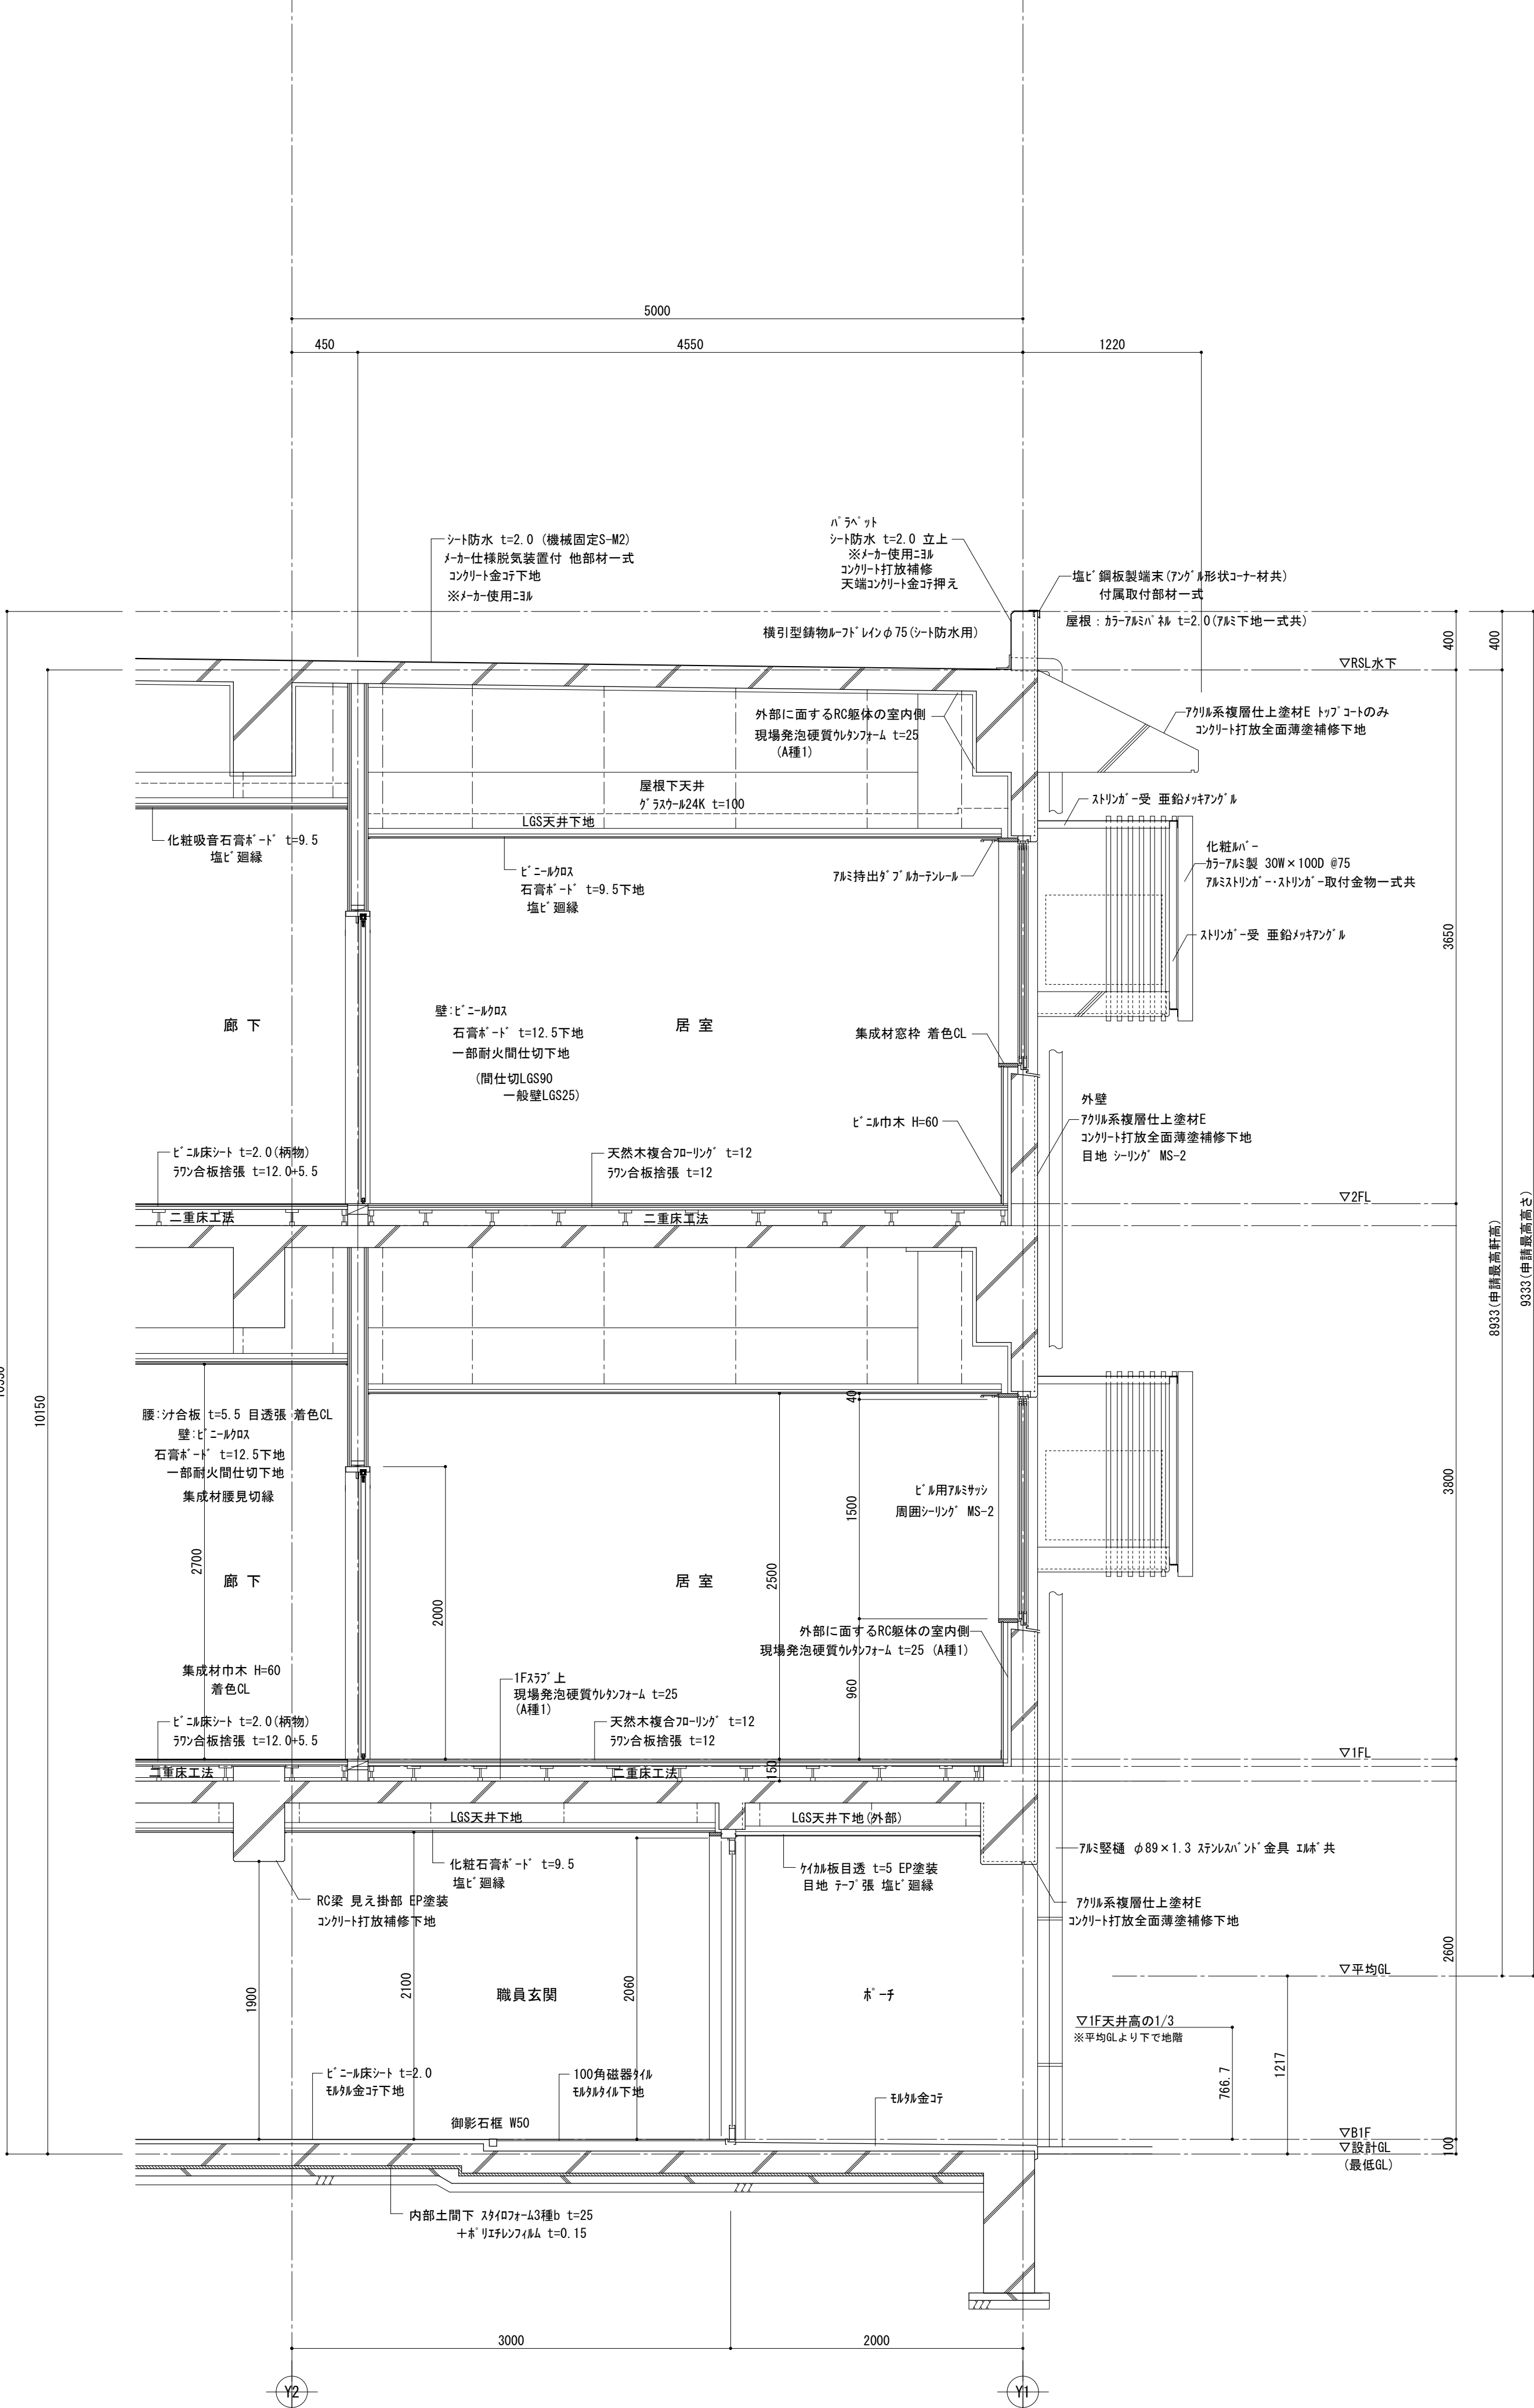 5000
450
4550
1220
シート防水 t=2.0 (機械固定S-M2)
メーカー仕様脱気装置付 他部材一式
コンクリート金コテ下地
※メーカー使用ニヨル
パラペット
シート防水 t=2.0 立上
※メーカー使用ニヨル
コンクリート打放補修
天端コンクリート金コテ押え
塩ビ鋼板製端末(アングル形状コーナー材共)
付属取付部材一式
横引型鋳物ルーフドレインφ75(シート防水用)
屋根：カラーアルミパネル t=2.0(アルミ下地一式共)
400
400
▽RSL水下
外部に面するRC躯体の室内側
現場発泡硬質ウレタンフォーム t=25
(A種1)
アクリル系複層仕上塗材E トップコートのみ
コンクリート打放全面薄塗補修下地
屋根下天井
グラスウール24K t=100
LGS天井下地
ストリンガー受 亜鉛メッキアングル
化粧吸音石膏ボード t=9.5
塩ビ廻縁
ビニールクロス
石膏ボード t=9.5下地
塩ビ廻縁
アルミ持出ダブルカーテンレール
化粧ルバー
カラーアルミ製 30W×100D @75
アルミストリンガー・ストリンガー取付金物一式共
ストリンガー受 亜鉛メッキアングル
3650
廊 下
壁:ビニールクロス
石膏ボード t=12.5下地
一部耐火間仕切下地
(間仕切LGS90
一般壁LGS25)
居 室
集成材窓枠 着色CL
ビニル巾木 H=60
外壁
アクリル系複層仕上塗材E
コンクリート打放全面薄塗補修下地
目地 シーリング MS-2
ビニル床シート t=2.0(柄物)
ラワン合板捨張 t=12.0+5.5
天然木複合フローリング t=12
ラワン合板捨張 t=12
▽2FL
二重床工法
二重床工法
8933(申請最高軒高)
9333(申請最高高さ)
10150
腰:シナ合板 t=5.5 目透張 着色CL
壁:ビニールクロス
石膏ボード t=12.5下地
一部耐火間仕切下地
集成材腰見切縁
2700
廊 下
2000
居 室
2500
40
1500
960
150
ビル用アルミサッシ
周囲シーリング MS-2
3800
外部に面するRC躯体の室内側
現場発泡硬質ウレタンフォーム t=25 (A種1)
集成材巾木 H=60
着色CL
1Fスラブ上
現場発泡硬質ウレタンフォーム t=25
(A種1)
ビニル床シート t=2.0(柄物)
ラワン合板捨張 t=12.0+5.5
天然木複合フローリング t=12
ラワン合板捨張 t=12
▽1FL
二重床工法
二重床工法
LGS天井下地
LGS天井下地(外部)
化粧石膏ボード t=9.5
塩ビ廻縁
ケイカル板目透 t=5 EP塗装
目地 テープ張 塩ビ廻縁
アルミ竪樋 φ89×1.3 ステンレスバンド金具 エルボ共
RC梁 見え掛部 EP塗装
コンクリート打放補修下地
アクリル系複層仕上塗材E
コンクリート打放全面薄塗補修下地
2600
▽平均GL
1900
2100
職員玄関
2060
ポーチ
▽1F天井高の1/3
※平均GLより下で地階
766.7
1217
ビニール床シート t=2.0
モルタル金コテ下地
100角磁器タイル
モルタルタイル下地
御影石框 W50
モルタル金コテ
▽B1F
▽設計GL
(最低GL)
100
内部土間下 スタイロフォーム3種b t=25
＋ポリエチレンフィルム t=0.15
3000
2000
Y2
Y1